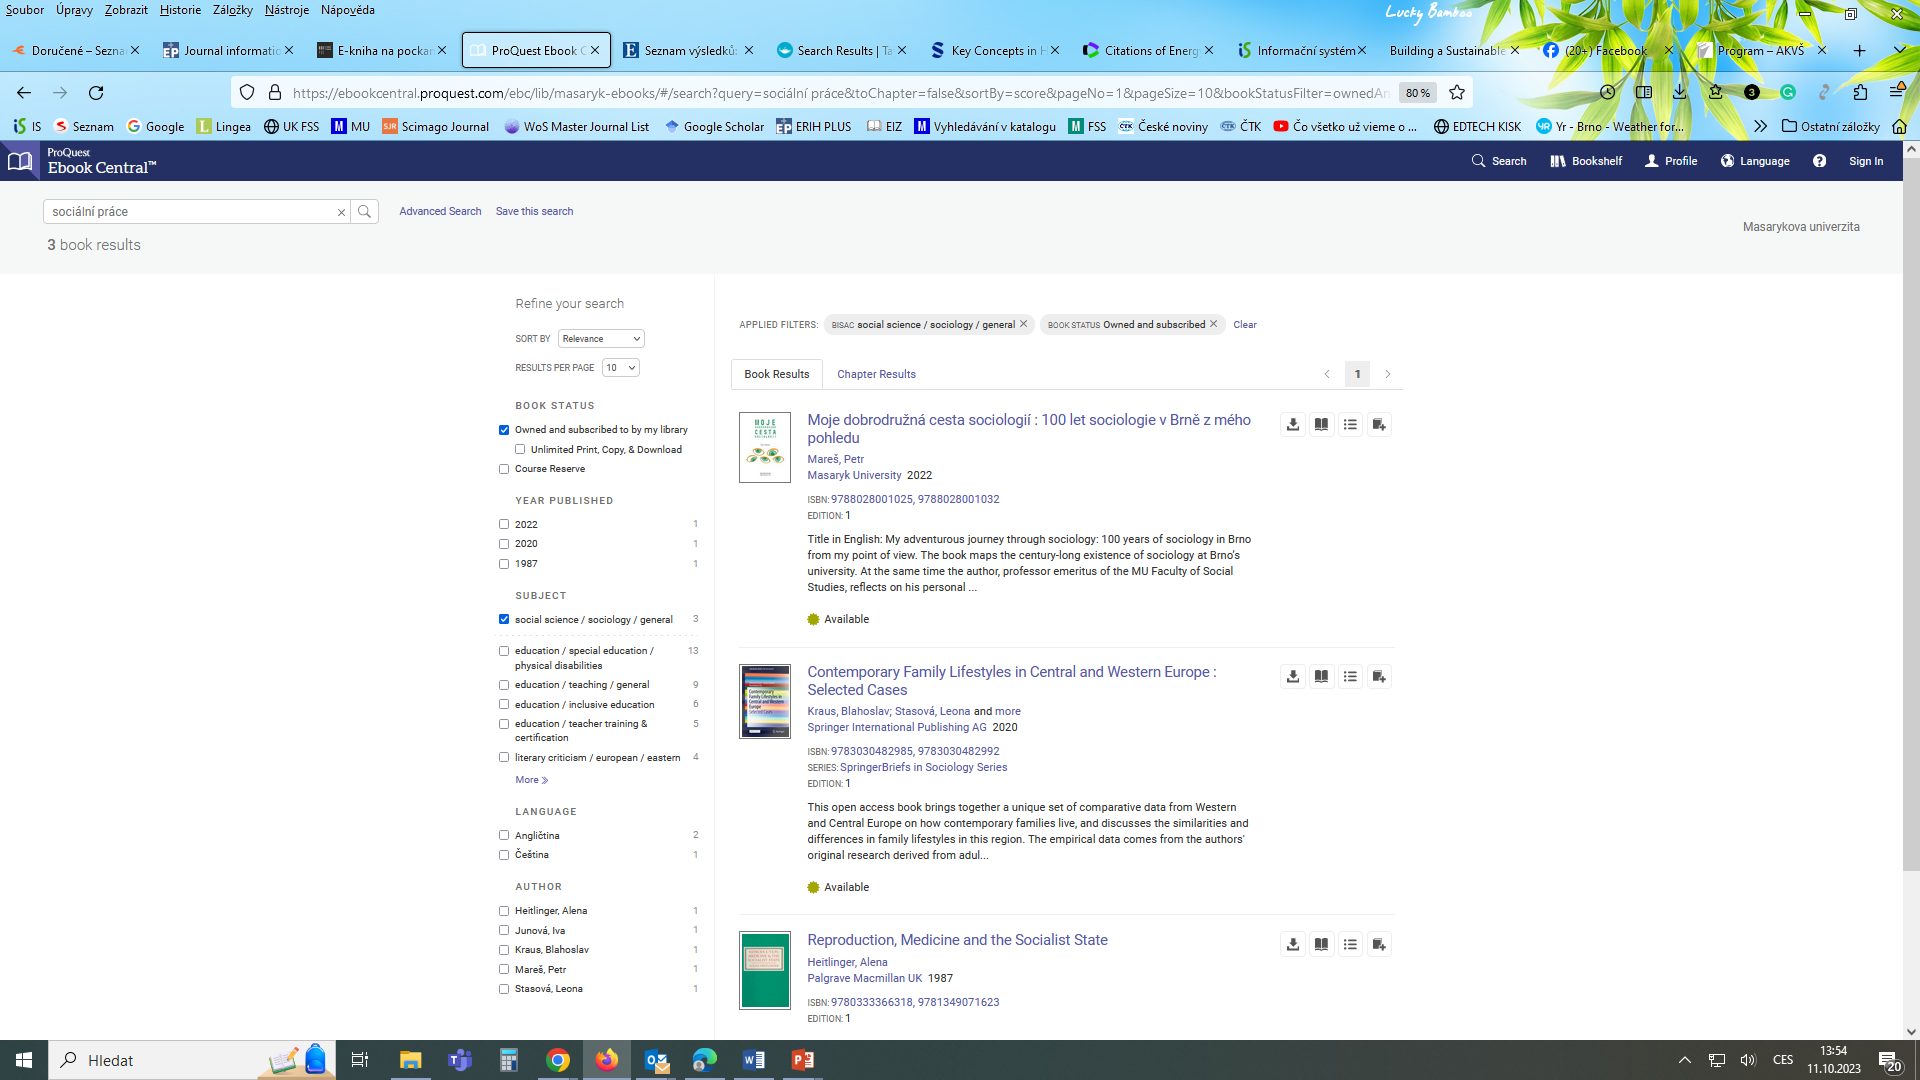 Soubor Úpravy Zobrazit Historie Záložky Nástroje Nápověda
Lucky Bamboo
Doručené – Sezna
Journal informatio
E-kniha na pockan
ProQuest Ebook C
Seznam výsledků:
Search Results | Ta
Key Concepts in H
Citations of Energ
Informační systém
Building a Sustainable
(20+) Facebook
Program – AKVŠ
https://ebookcentral.proquest.com/ebc/lib/masaryk-ebooks/#/search?query=sociální práce&toChapter=false&sortBy=score&pageNo=1&pageSize=10&bookStatusFilter=ownedAn
80 %
IS Seznam Google Lingea UK FSS MU Scimago Journal WoS Master Journal List Google Scholar ERIH PLUS EIZ Vyhledávání v katalogu FSS České noviny ČTK Čo všetko už vieme o ... EDTECH KISK Yr - Brno - Weather for... Ostatní záložky
ProQuest
Ebook Central™
Search Bookshelf Profile Language Sign In
sociální práce
Advanced Search Save this search
3 book results
Masarykova univerzita
Refine your search
SORT BY Relevance
RESULTS PER PAGE 10
BOOK STATUS
Owned and subscribed to by my library
Unlimited Print, Copy, & Download
Course Reserve
YEAR PUBLISHED
2022 1
2020 1
1987 1
SUBJECT
social science / sociology / general 3
education / special education / 13
physical disabilities
education / teaching / general 9
education / inclusive education 6
education / teacher training & 5
certification
literary criticism / european / eastern 4
More
LANGUAGE
Angličtina 2
Čeština 1
AUTHOR
Heitlinger, Alena 1
Junová, Iva 1
Kraus, Blahoslav 1
Mareš, Petr 1
Stasová, Leona 1
APPLIED FILTERS: BISAC social science / sociology / general BOOK STATUS Owned and subscribed Clear
Book Results Chapter Results
1
MOJE
CESTA
Moje dobrodružná cesta sociologií : 100 let sociologie v Brně z mého
pohledu
Mareš, Petr
Masaryk University 2022
ISBN: 9788028001025, 9788028001032
EDITION: 1
Title in English: My adventurous journey through sociology: 100 years of sociology in Brno
from my point of view. The book maps the century-long existence of sociology at Brno's
university. At the same time the author, professor emeritus of the MU Faculty of Social
Studies, reflects on his personal ...
Available
Contemporary
Family Lifestyles in
Central and Western
Europe
Selected Cases
Contemporary Family Lifestyles in Central and Western Europe :
Selected Cases
Kraus, Blahoslav; Stasová, Leona and more
Springer International Publishing AG 2020
ISBN: 9783030482985, 9783030482992
SERIES: SpringerBriefs in Sociology Series
EDITION: 1
This open access book brings together a unique set of comparative data from Western
and Central Europe on how contemporary families live, and discusses the similarities and
differences in family lifestyles in this region. The empirical data comes from the authors'
original research derived from adul...
Available
Reproduction, Medicine and the Socialist State
Heitlinger, Alena
Palgrave Macmillan UK 1987
ISBN: 9780333366318, 9781349071623
EDITION: 1
Hledat
CES
13:54
11.10.2023
20